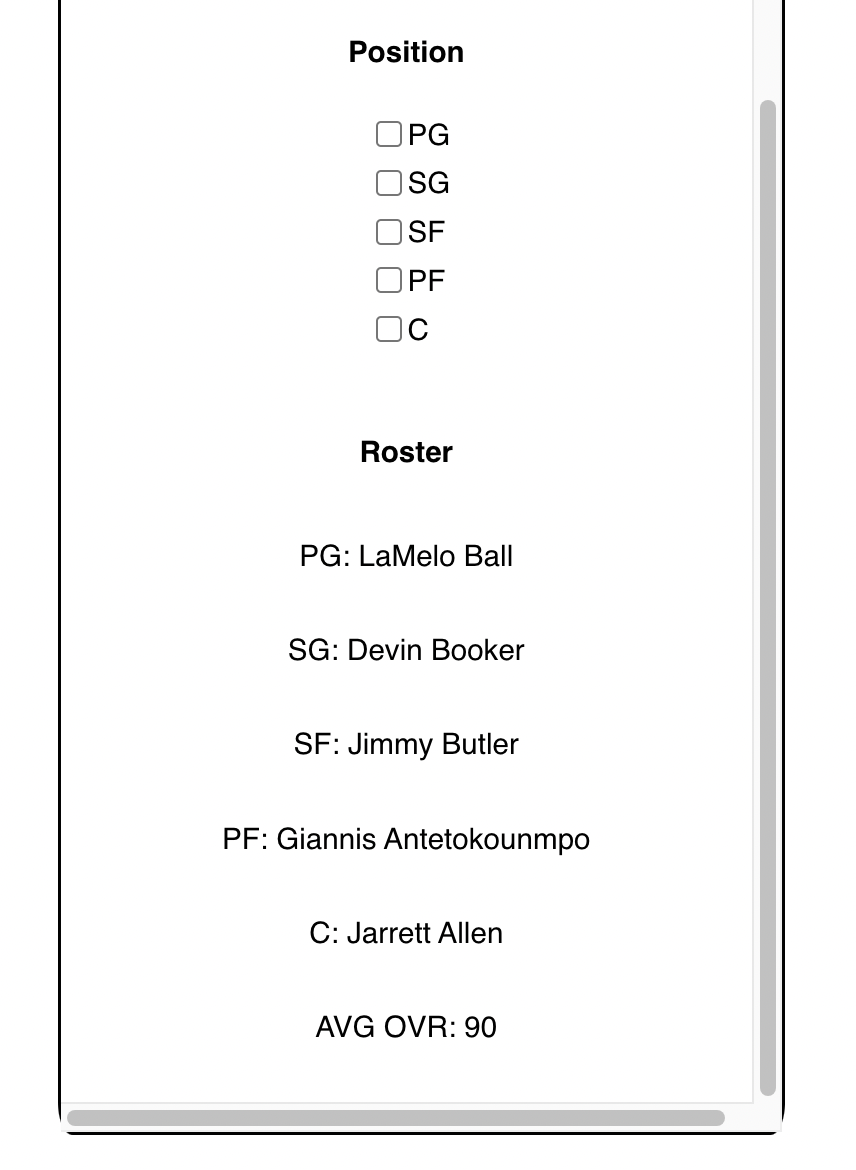 Position
PG
SG
SF
PF
C
Roster
PG: LaMelo Ball
SG: Devin Booker
SF: Jimmy Butler
PF: Giannis Antetokounmpo
C: Jarrett Allen
AVG OVR: 90